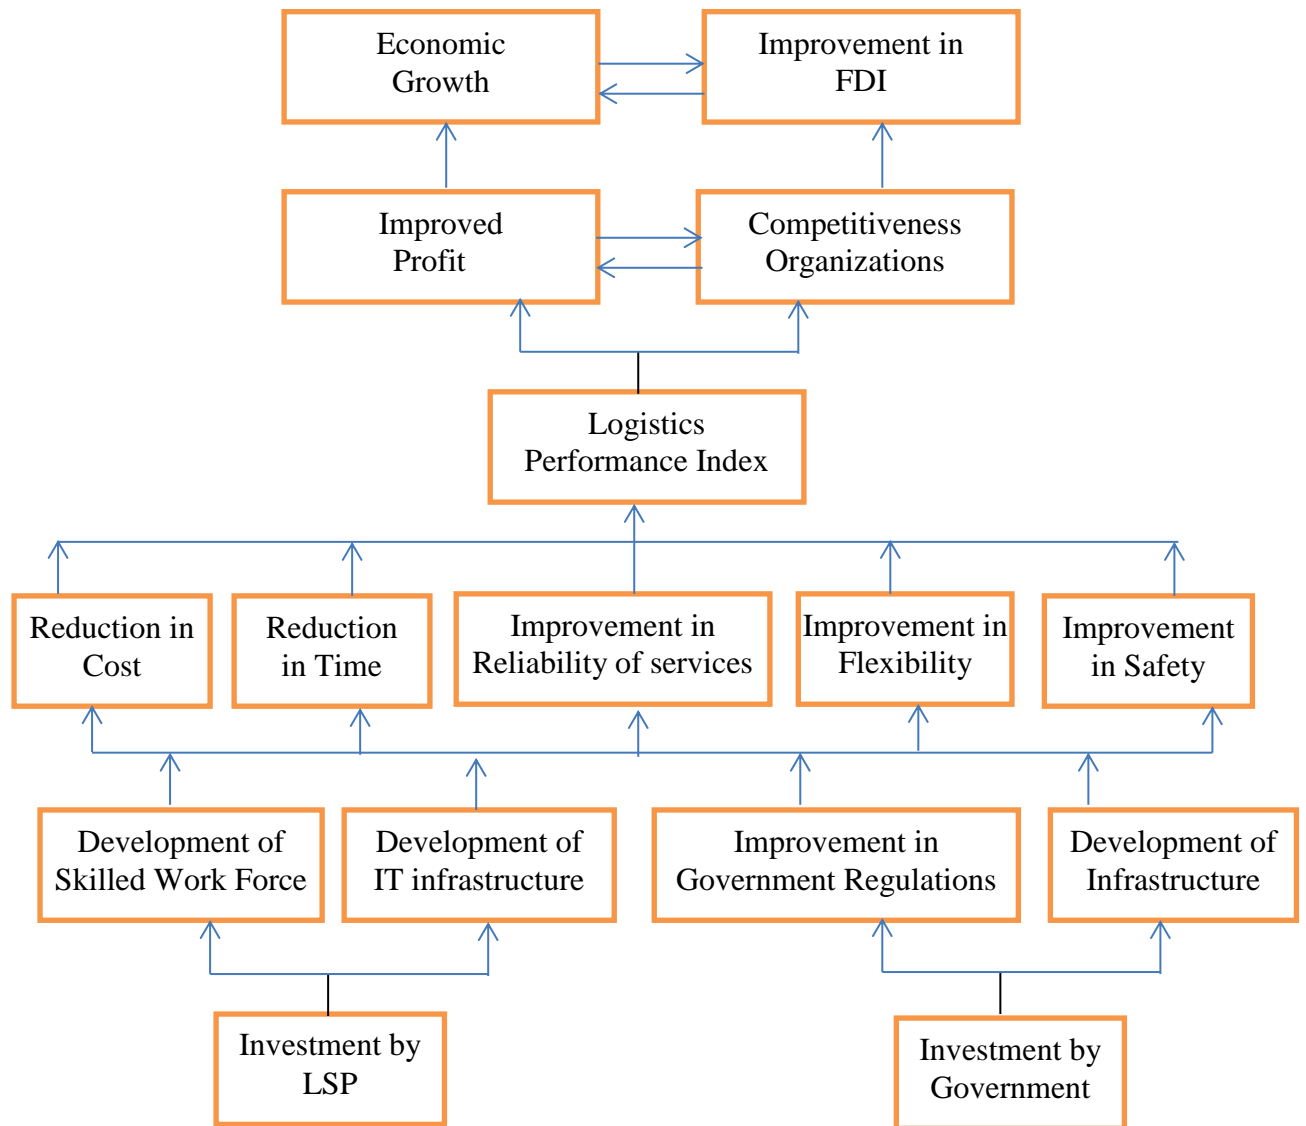 Economic
Growth
Improvement in
FDI
Improved
Profit
Competitiveness
Organizations
Logistics
Performance Index
Reduction in
Cost
Reduction
in Time
Improvement in
Reliability of services
Improvement in
Flexibility
Improvement
in Safety
Development of
Skilled Work Force
Development of
IT infrastructure
Improvement in
Government Regulations
Development of
Infrastructure
Investment by
LSP
Investment by
Government